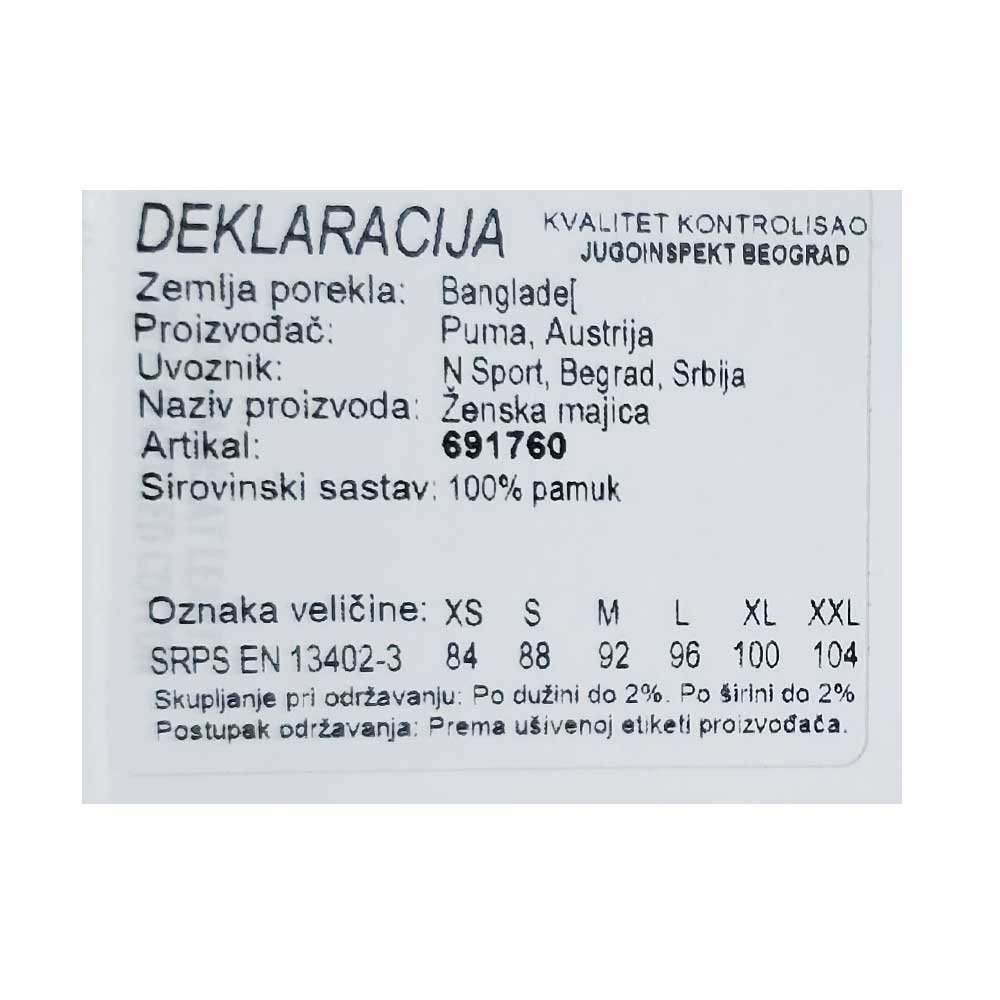 DEKLARACIJA
KVALITET KONTROLISAO
JUGOINSPEKT BEOGRAD
Zemlja porekla: Banglade[
Proizvođač: Puma, Austrija
Uvoznik: N Sport, Begrad, Srbija
Naziv proizvoda: Ženska majica
Artikal: 691760
Sirovinski sastav: 100% pamuk
Oznaka veličine: XS S M L XL XXL
SRPS EN 13402-3 84 88 92 96 100 104
Skupljanje pri održavanju: Po dužini do 2%. Po širini do 2%
Postupak održavanja: Prema ušivenoj etiketi proizvođača.